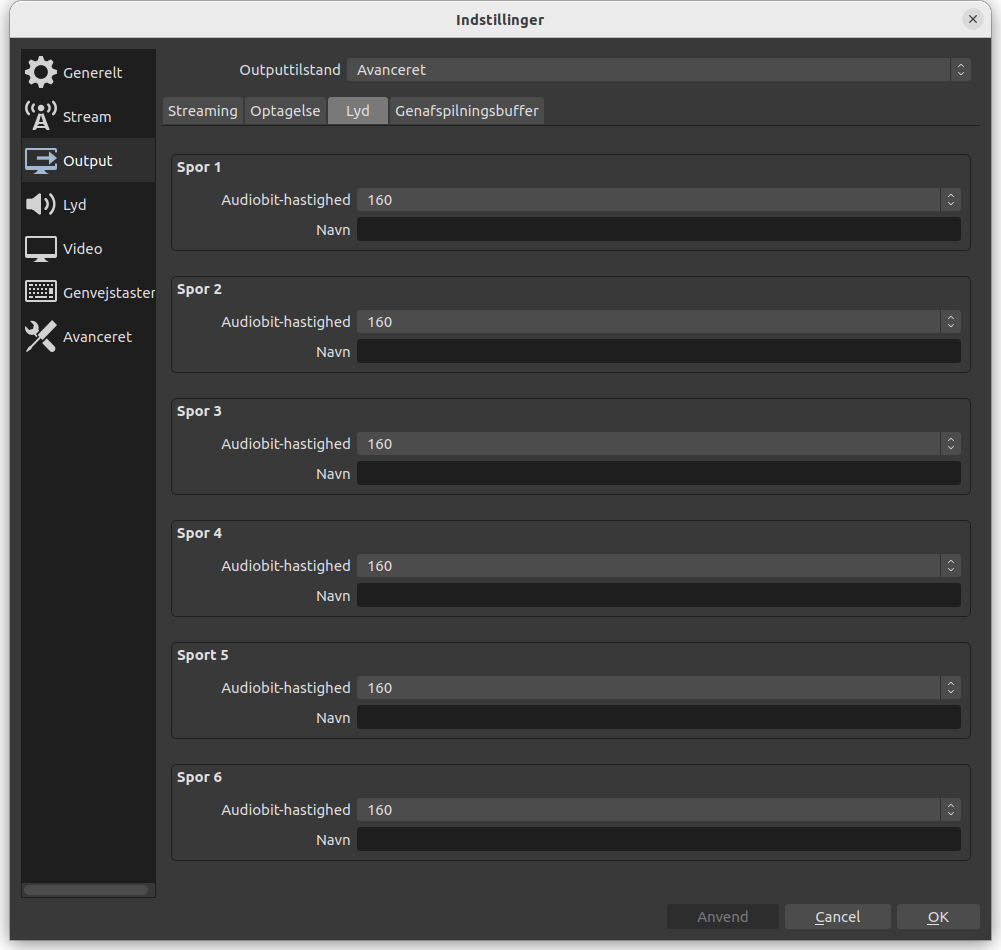 Indstillinger
Generelt
Stream
Output
Lyd
Video
Genvejstaster
Avanceret
Outputtilstand Avanceret
Streaming Optagelse Lyd Genafspilningsbuffer
Spor 1
Audiobit-hastighed 160
Navn
Spor 2
Audiobit-hastighed 160
Navn
Spor 3
Audiobit-hastighed 160
Navn
Spor 4
Audiobit-hastighed 160
Navn
Sport 5
Audiobit-hastighed 160
Navn
Spor 6
Audiobit-hastighed 160
Navn
Anvend Cancel OK